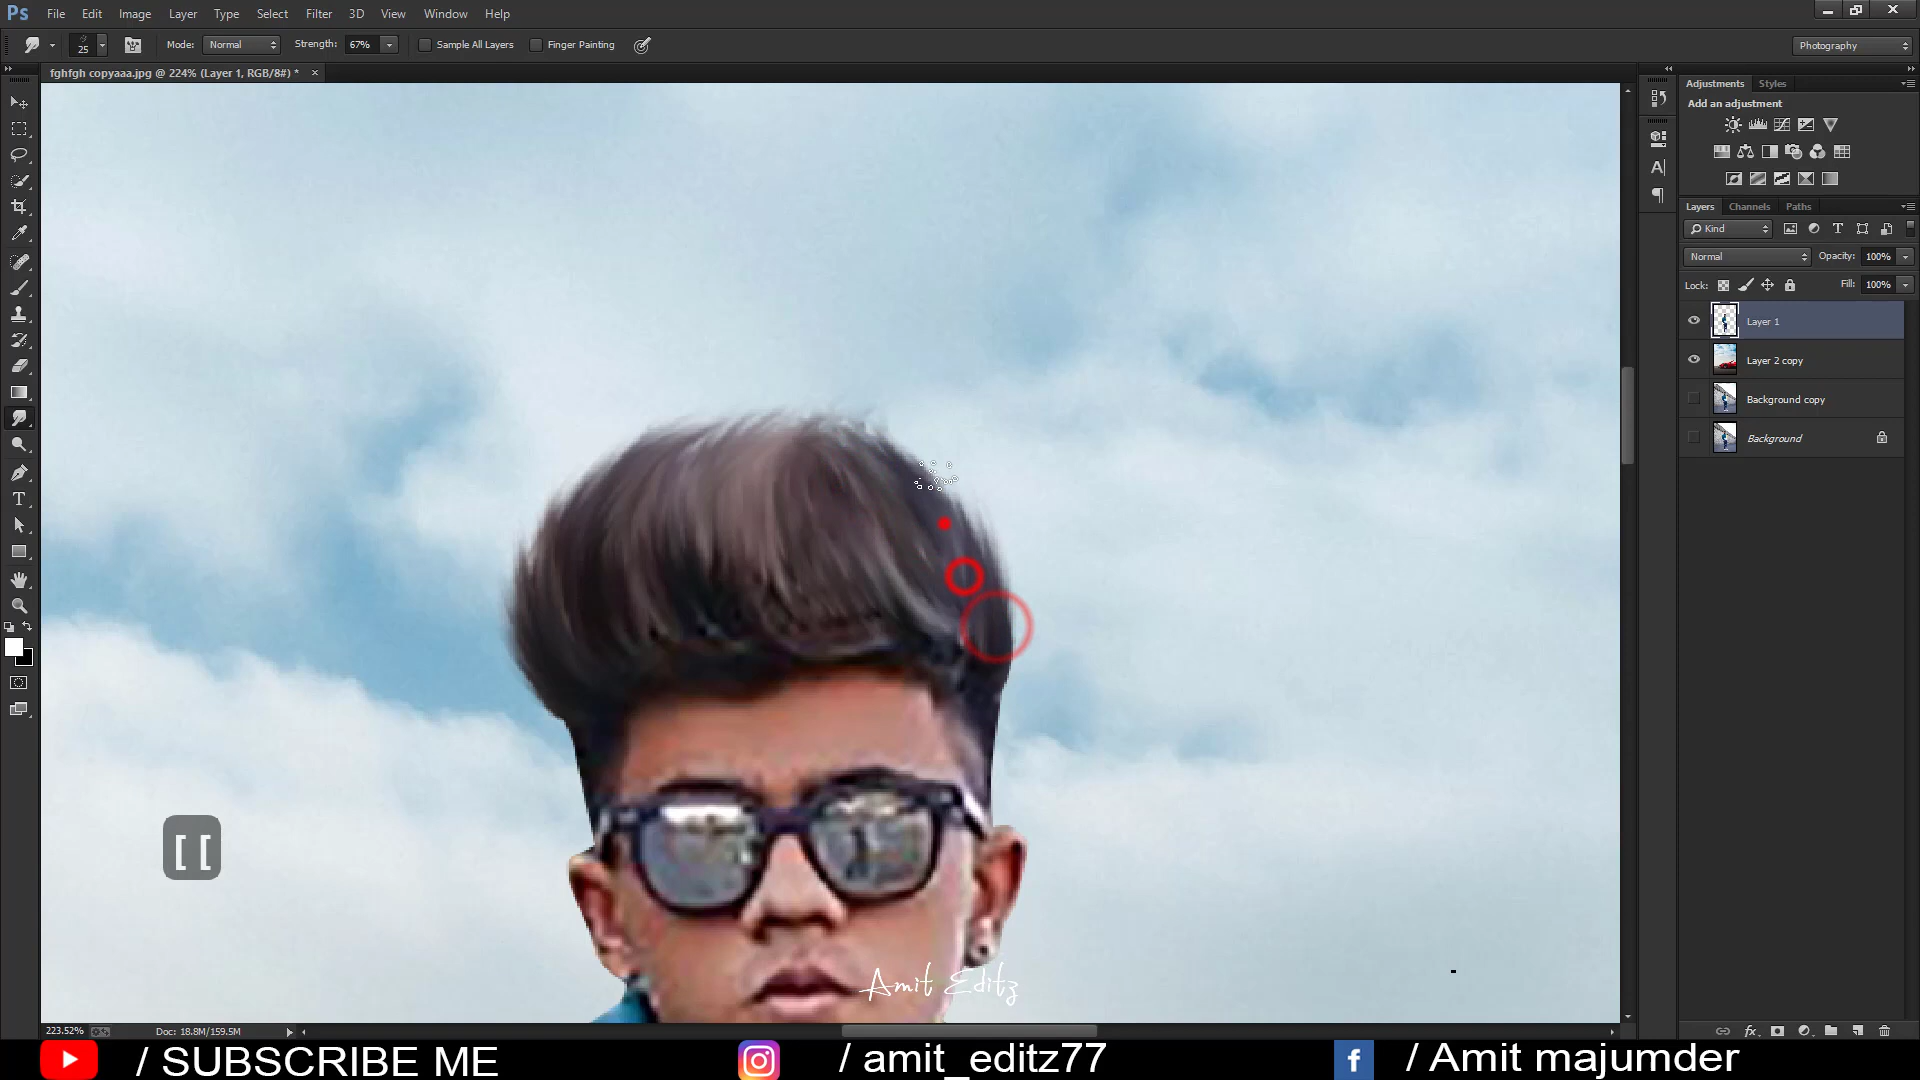 Ps File Edit Image Layer Type Select Filter 3D View Window Help
25 Mode: Normal Strength: 67% Sample All Layers Finger Painting Photography
fghfgh copyaaa.jpg @ 224% (Layer 1, RGB/8#) * ×
Adjustments Styles
Add an adjustment
Layers Channels Paths
Kind
Normal Opacity: 100%
Lock: Fill: 100%
Layer 1
Layer 2 copy
Background copy
Background
[ [
Amit Editz
223.52% Doc: 18.8M/159.5M
/ SUBSCRIBE ME / amit_editz77 / Amit majumder